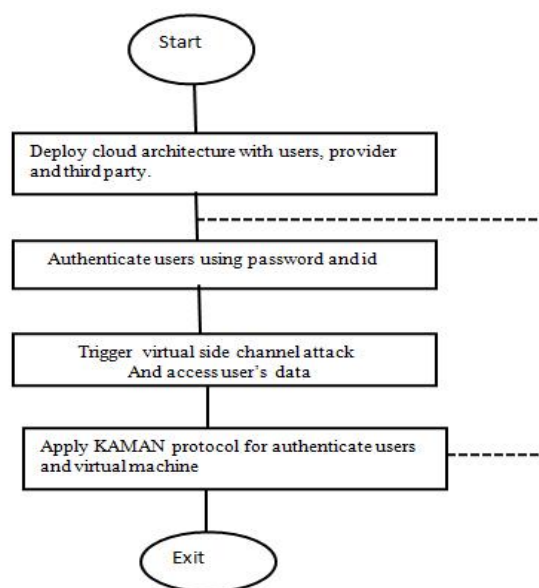 Start
Deploy cloud architecture with users, provider
and third party.
Authenticate users using password and id
Trigger virtual side channel attack
And access user's data
Apply KAMAN protocol for authenticate users
and virtual machine
Exit